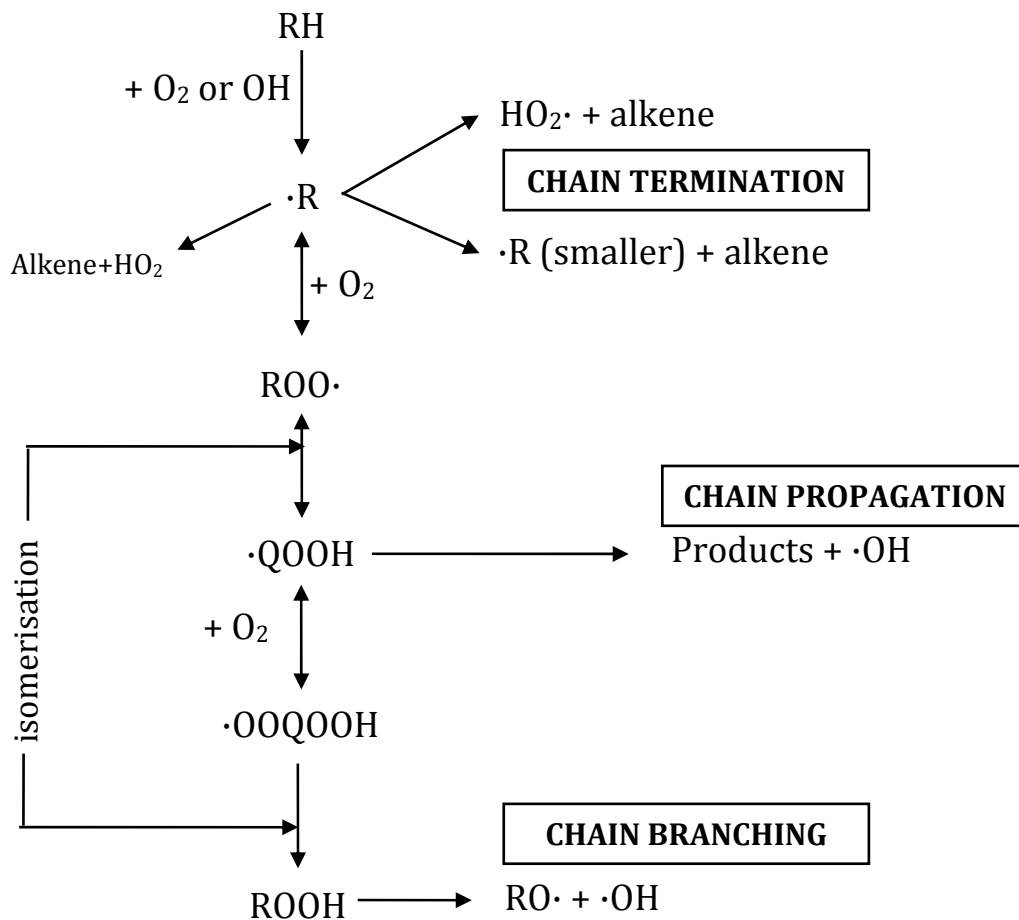 RH
+ O₂ or OH
HO₂· + alkene
CHAIN TERMINATION
·R
·R (smaller) + alkene
Alkene+HO₂
+ O₂
ROO·
CHAIN PROPAGATION
·QOOH
Products + ·OH
isomerisation
+ O₂
·OOQOOH
CHAIN BRANCHING
ROOH
RO· + ·OH